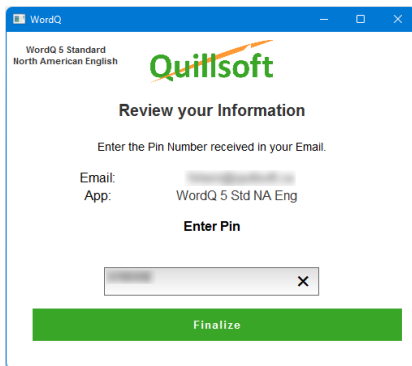 WordQ
WordQ 5 Standard
North American English
Quillsoft
Review your Information
Enter the Pin Number received in your Email.
Email:
App: WordQ 5 Std NA Eng
Enter Pin
Finalize